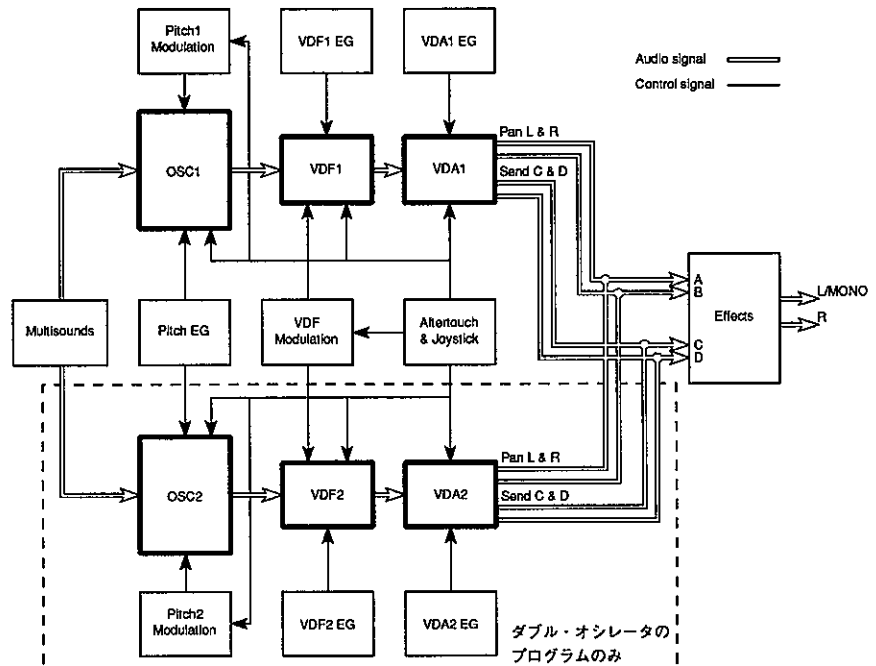 Pitch1
Modulation
VDF1 EG
VDA1 EG
Audio signal
Control signal
OSC1
VDF1
VDA1
Pan L & R
Send C & D
A
B
C
D
Effects
L/MONO
R
Multisounds
Pitch EG
VDF
Modulation
Aftertouch
& Joystick
OSC2
VDF2
VDA2
Pan L & R
Send C & D
Pitch2
Modulation
VDF2 EG
VDA2 EG
ダブル・オシレータの
プログラムのみ